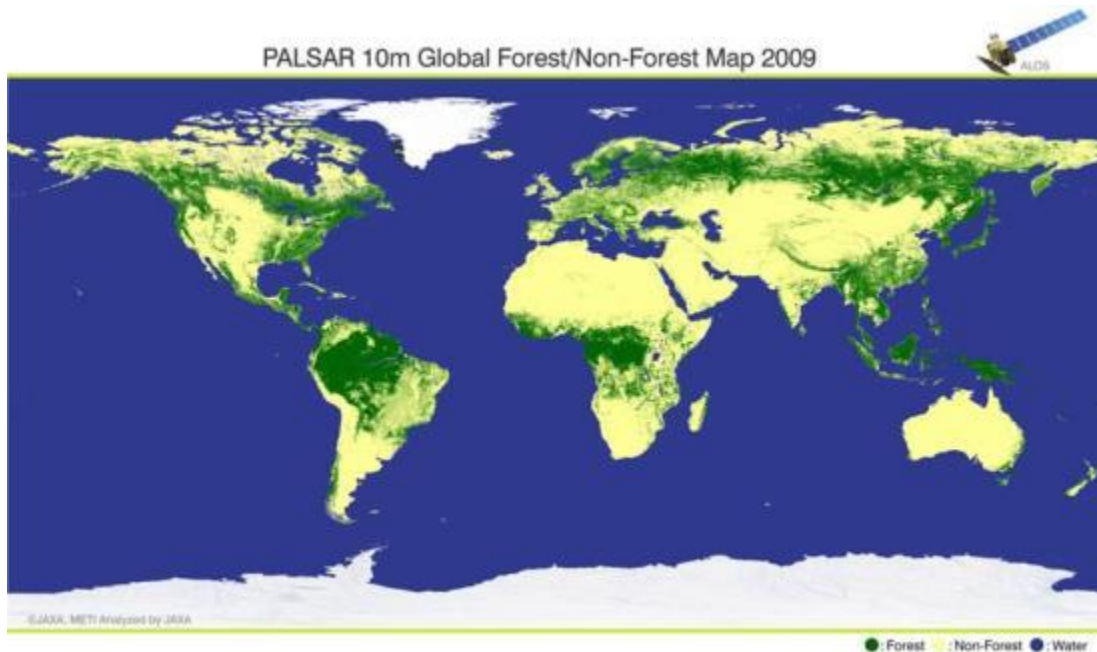 PALSAR 10m Global Forest/Non-Forest Map 2009
ALOS
©JAXA, METI Analyzed by JAXA
: Forest : Non-Forest : Water